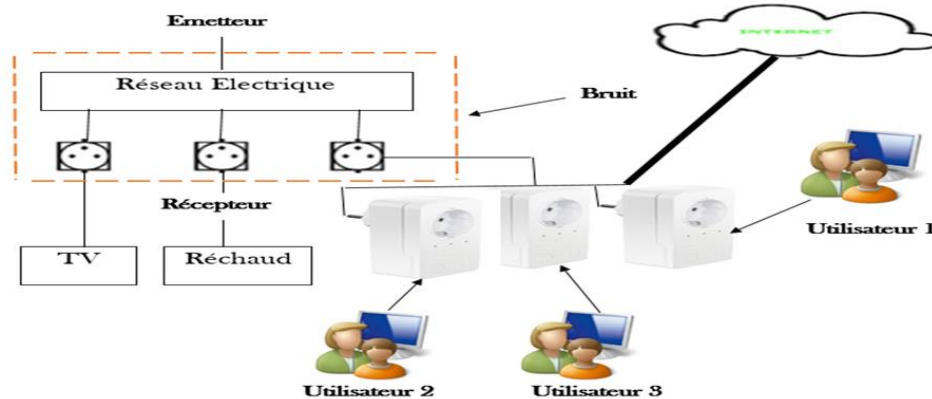 Emetteur
INTERNET
Réseau Electrique
Bruit
Récepteur
Utilisateur 1
TV
Réchaud
Utilisateur 2
Utilisateur 3